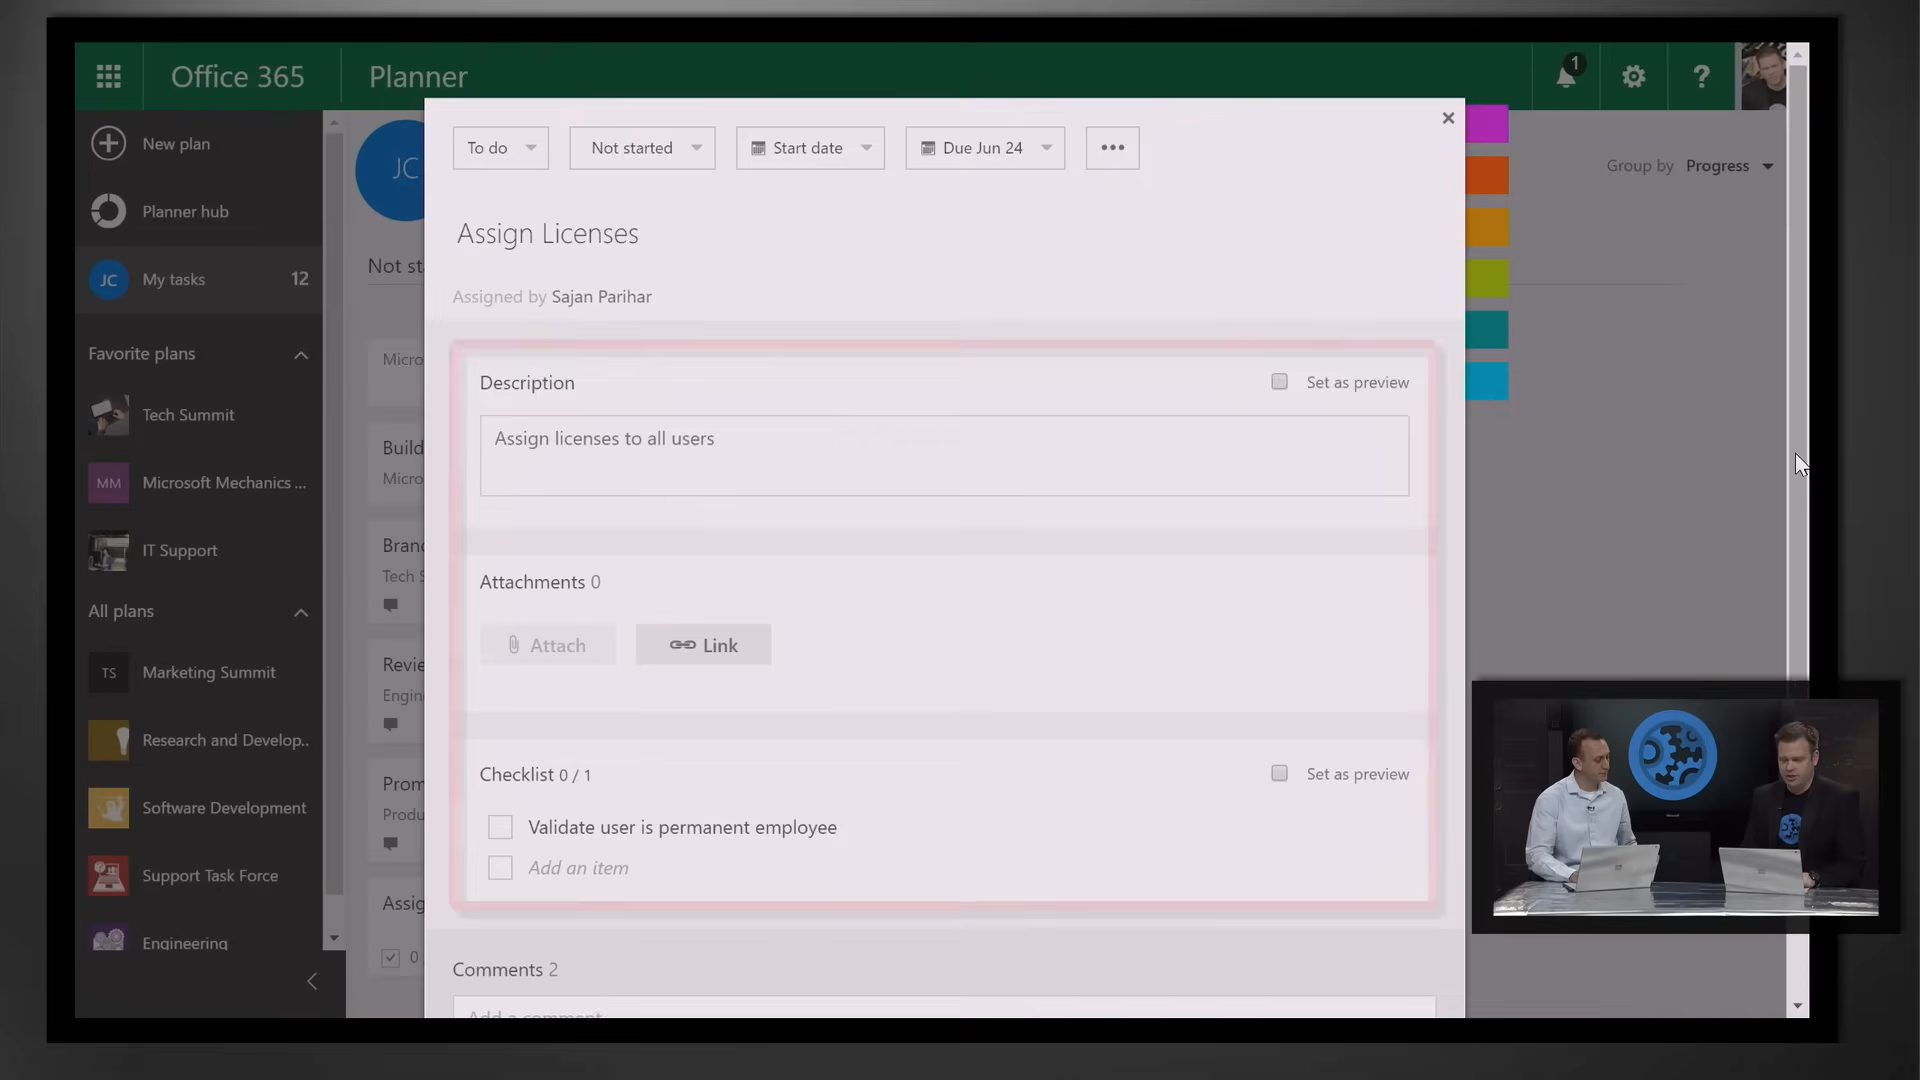 Office 365
Planner
1
?
New plan
Planner hub
JC
My tasks
12
Favorite plans
Tech Summit
MM
Microsoft Mechanics ...
IT Support
All plans
TS
Marketing Summit
Research and Develop..
Software Development
Support Task Force
Engineering
JC
Not st
Micro
Build
Micro
Bran
Tech S
Revie
Engin
Prom
Produ
Assig
0
Group by Progress
To do
Not started
Start date
Due Jun 24
•••
Assign Licenses
Assigned by Sajan Parihar
Description
Set as preview
Assign licenses to all users
Attachments 0
Attach
Link
Checklist 0 / 1
Set as preview
Validate user is permanent employee
Add an item
Comments 2
Add a comment